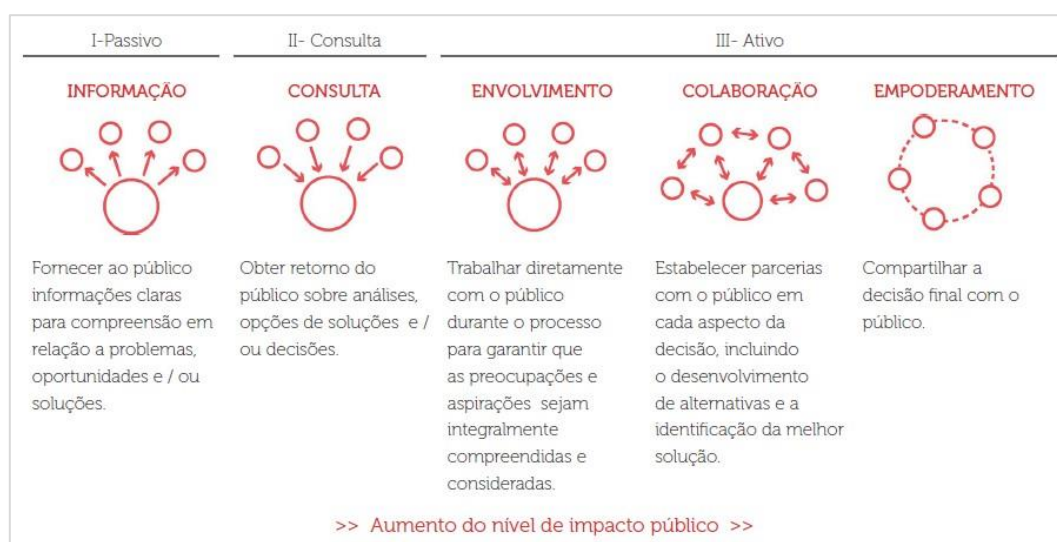 I-Passivo
II- Consulta
III- Ativo
INFORMAÇÃO
CONSULTA
ENVOLVIMENTO
COLABORAÇÃO
EMPODERAMENTO
Fornecer ao público
informações claras
para compreensão em
relação a problemas,
oportunidades e / ou
soluções.
Obter retorno do
público sobre análises,
opções de soluções e /
ou decisões.
Trabalhar diretamente
com o público
durante o processo
para garantir que
as preocupações e
aspirações sejam
integralmente
compreendidas e
consideradas.
Estabelecer parcerias
com o público em
cada aspecto da
decisão, incluindo
o desenvolvimento
de alternativas e a
identificação da melhor
solução.
Compartilhar a
decisão final com o
público.
>> Aumento do nível de impacto público >>